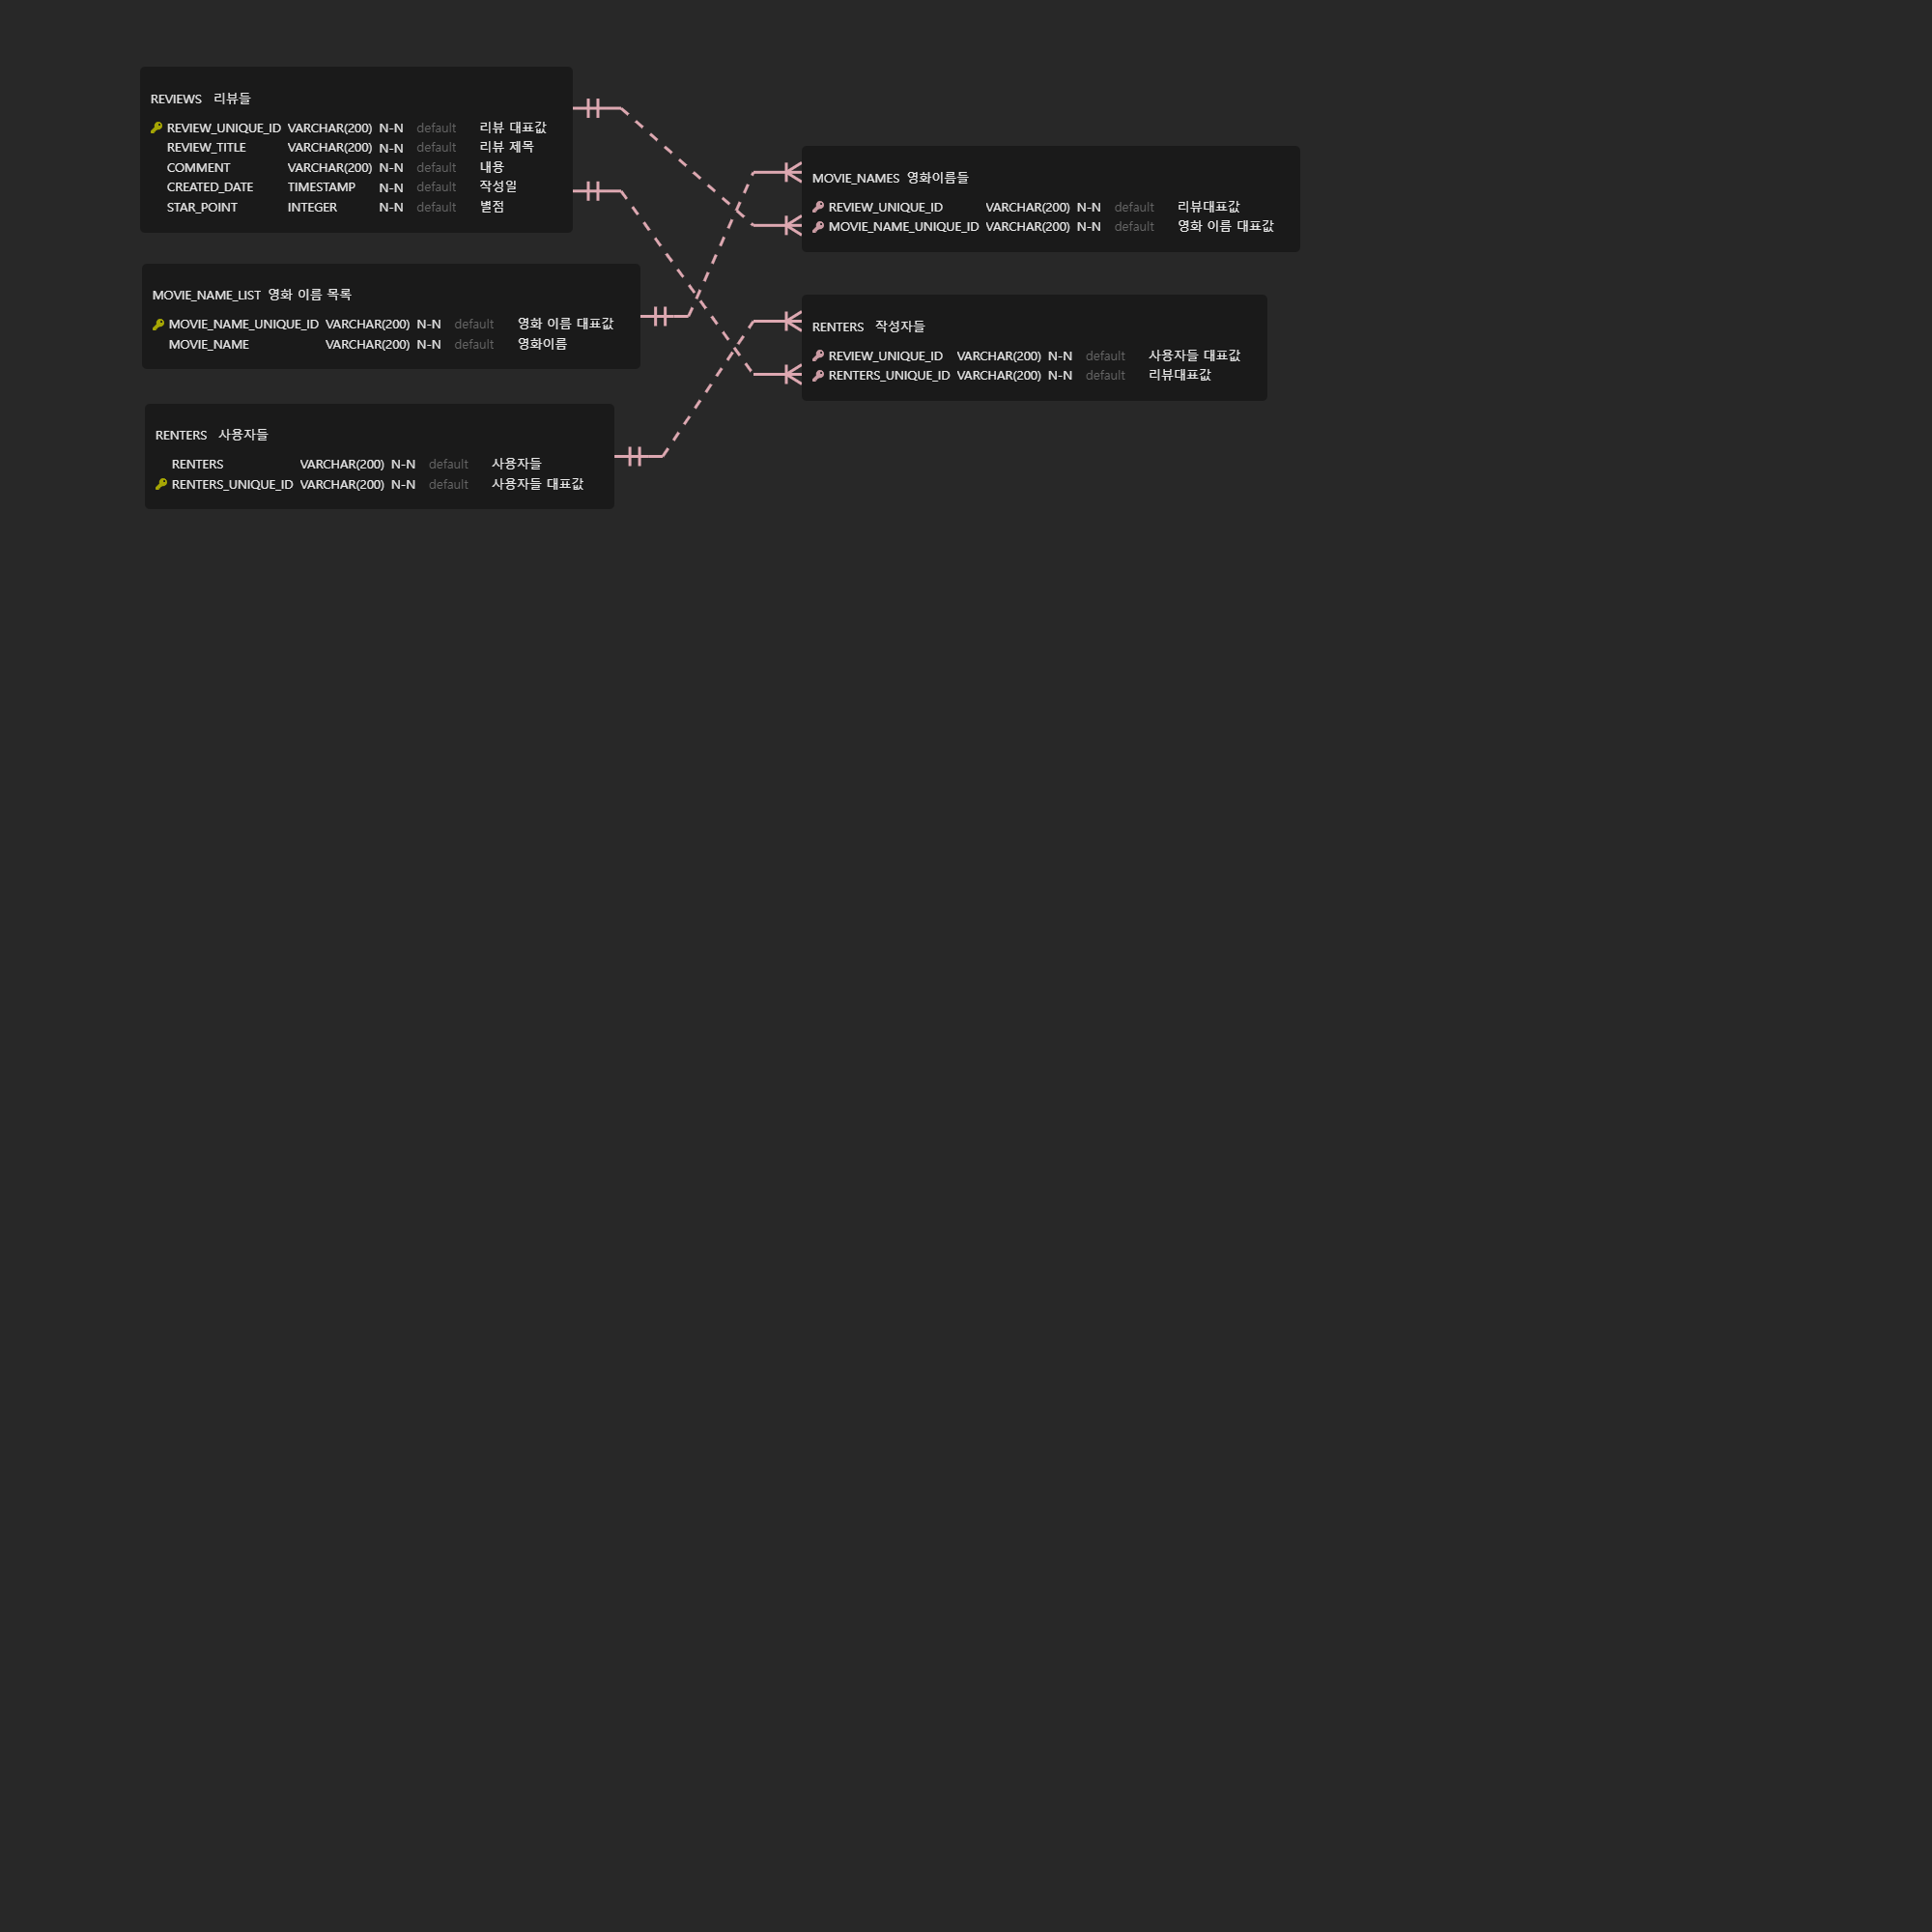 REVIEWS 리뷰들
REVIEW_UNIQUE_ID VARCHAR(200) N-N default 리뷰 대표값
REVIEW_TITLE VARCHAR(200) N-N default 리뷰 제목
COMMENT VARCHAR(200) N-N default 내용
CREATED_DATE TIMESTAMP N-N default 작성일
STAR_POINT INTEGER N-N default 별점
MOVIE_NAMES 영화이름들
REVIEW_UNIQUE_ID VARCHAR(200) N-N default 리뷰대표값
MOVIE_NAME_UNIQUE_ID VARCHAR(200) N-N default 영화 이름 대표값
MOVIE_NAME_LIST 영화 이름 목록
MOVIE_NAME_UNIQUE_ID VARCHAR(200) N-N default 영화 이름 대표값
MOVIE_NAME VARCHAR(200) N-N default 영화이름
RENTERS 작성자들
REVIEW_UNIQUE_ID VARCHAR(200) N-N default 사용자들 대표값
RENTERS_UNIQUE_ID VARCHAR(200) N-N default 리뷰대표값
RENTERS 사용자들
RENTERS VARCHAR(200) N-N default 사용자들
RENTERS_UNIQUE_ID VARCHAR(200) N-N default 사용자들 대표값